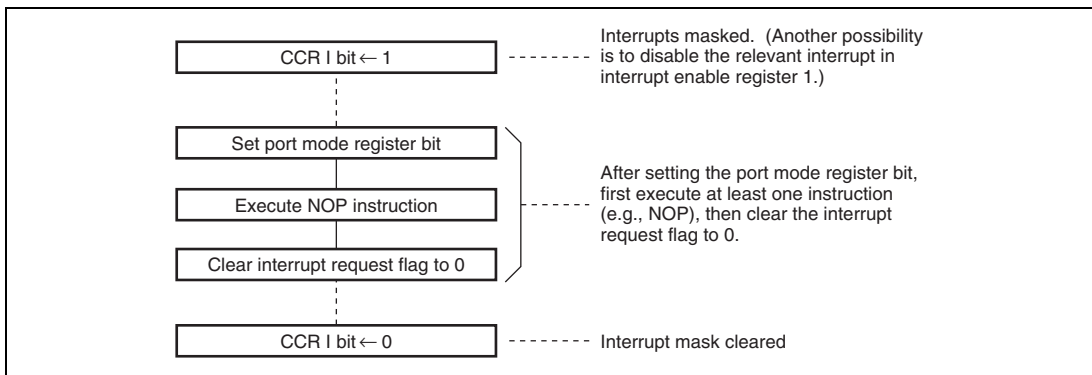 CCR I bit ← 1
Interrupts masked. (Another possibility
is to disable the relevant interrupt in
interrupt enable register 1.)
Set port mode register bit
Execute NOP instruction
Clear interrupt request flag to 0
After setting the port mode register bit,
first execute at least one instruction
(e.g., NOP), then clear the interrupt
request flag to 0.
CCR I bit ← 0
Interrupt mask cleared